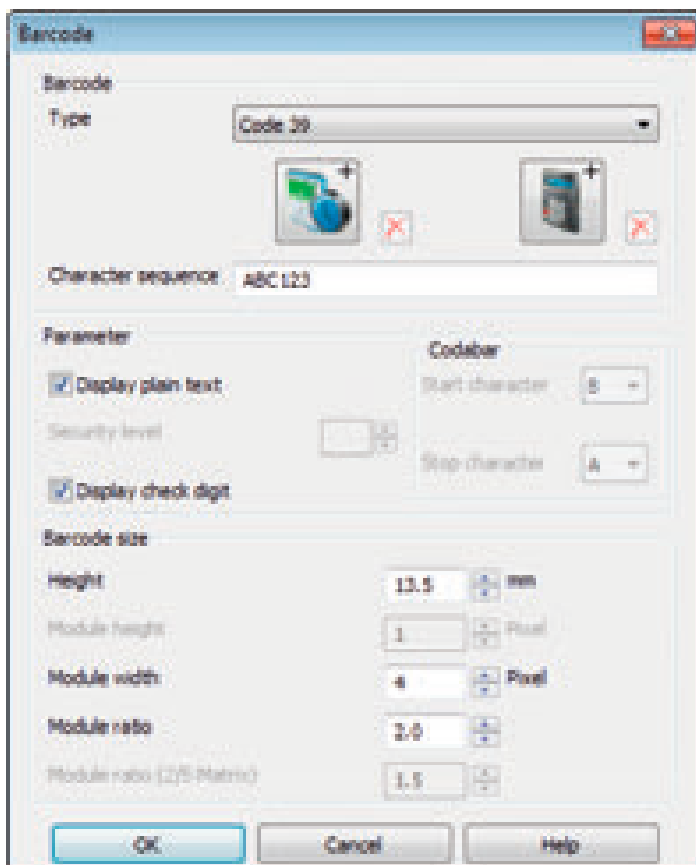 Barcode
Barcode
Type Code 39
+ +
Character sequence ABC123
Parameter
Codabar
Display plain text
Start character B
Security level
Stop character A
Display check digit
Barcode size
Height 13.5 mm
Module height 1 Pixel
Module width 4 Pixel
Module ratio 2.0
Module ratio (2/5 Matrix) 1.5
OK Cancel Help